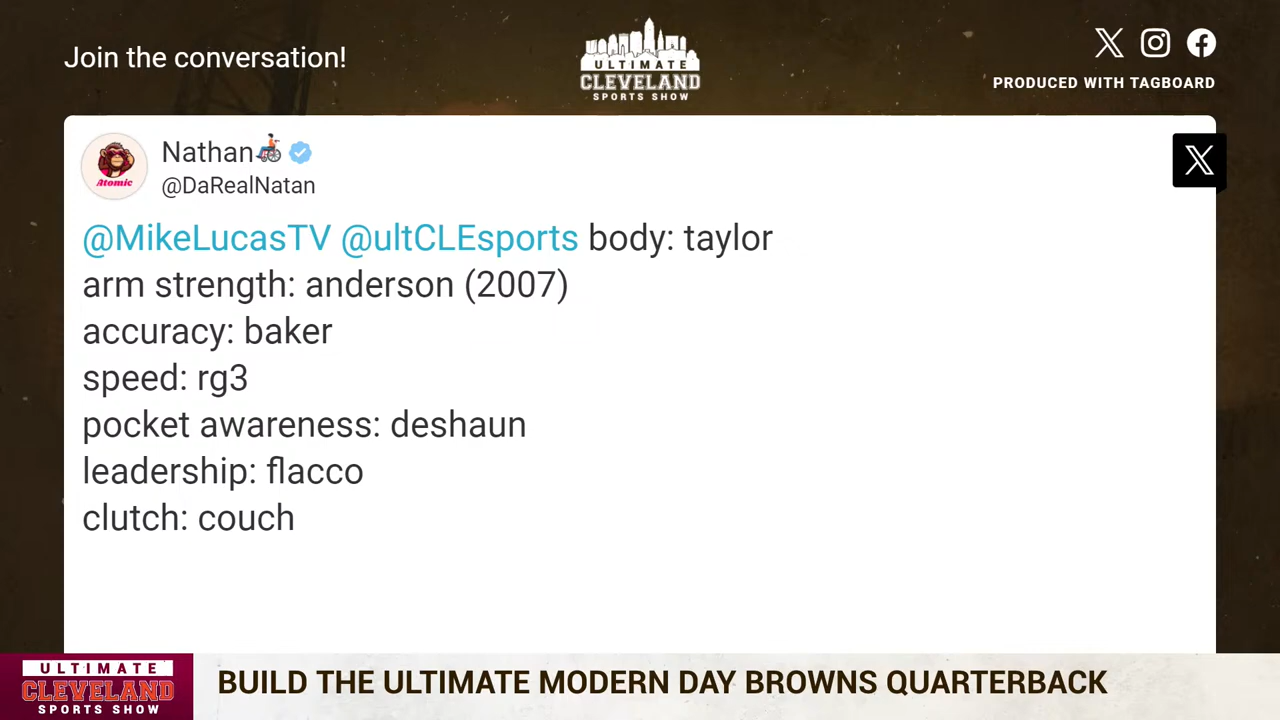 Join the conversation!
ULTIMATE
CLEVELAND
SPORTS SHOW
PRODUCED WITH TAGBOARD
Nathan
@DaRealNatan
Atomic
@MikeLucasTV @ultCLEsports body: taylor
arm strength: anderson (2007)
accuracy: baker
speed: rg3
pocket awareness: deshaun
leadership: flacco
clutch: couch
ULTIMATE
CLEVELAND
SPORTS SHOW
BUILD THE ULTIMATE MODERN DAY BROWNS QUARTERBACK